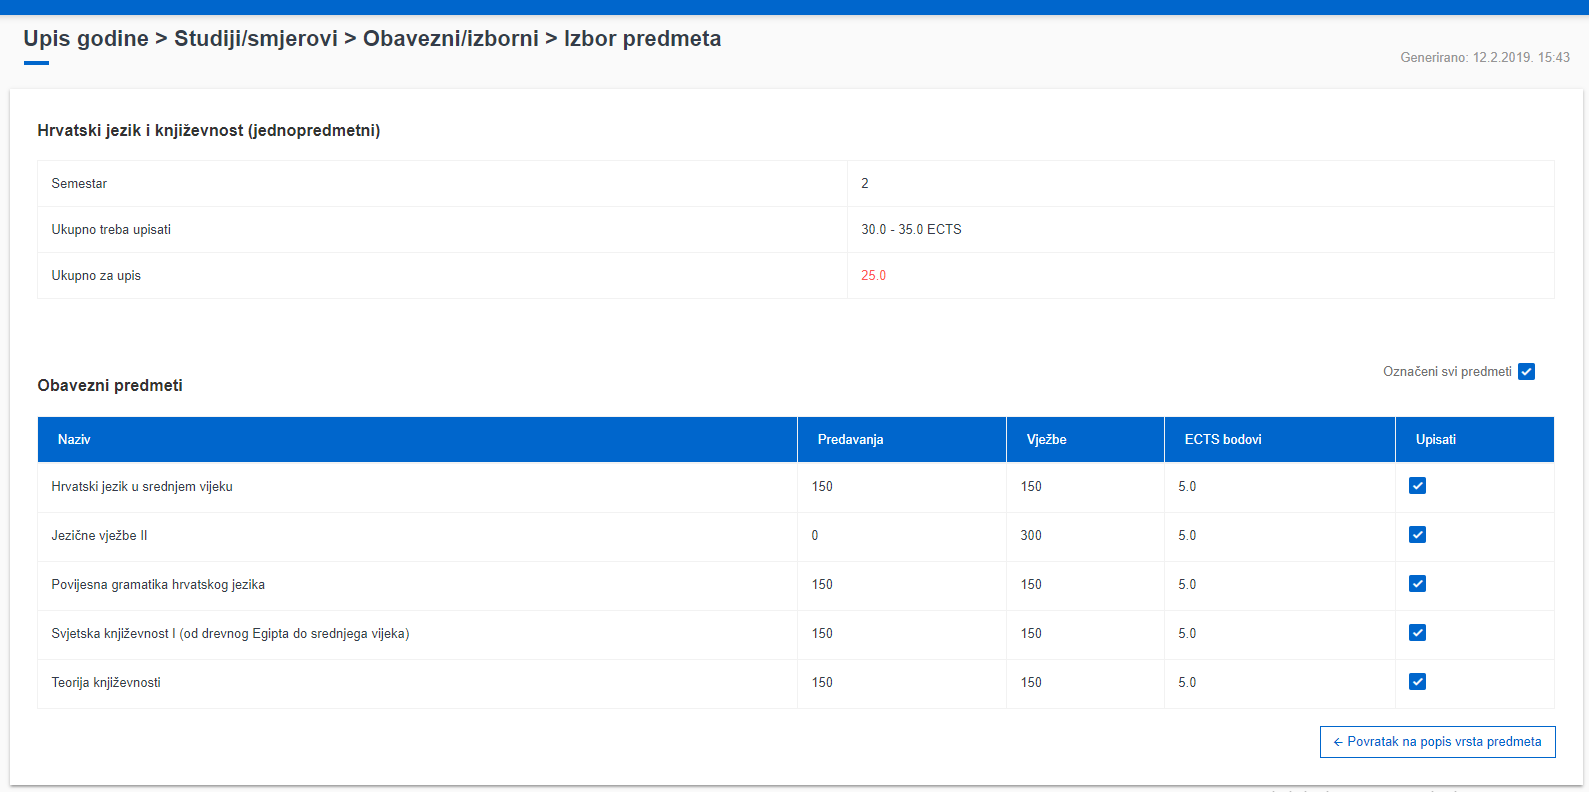 Upis godine > Studiji/smjerovi > Obavezni/izborni > Izbor predmeta
Generirano: 12.2.2019. 15:43
Hrvatski jezik i književnost (jednopredmetni)
Semestar 2
Ukupno treba upisati 30.0 - 35.0 ECTS
Ukupno za upis 25.0
Označeni svi predmeti
Obavezni predmeti
Naziv Predavanja Vježbe ECTS bodovi Upisati
Hrvatski jezik u srednjem vijeku 150 150 5.0
Jezične vježbe II 0 300 5.0
Povijesna gramatika hrvatskog jezika 150 150 5.0
Svjetska književnost I (od drevnog Egipta do srednjega vijeka) 150 150 5.0
Teorija književnosti 150 150 5.0
← Povratak na popis vrsta predmeta